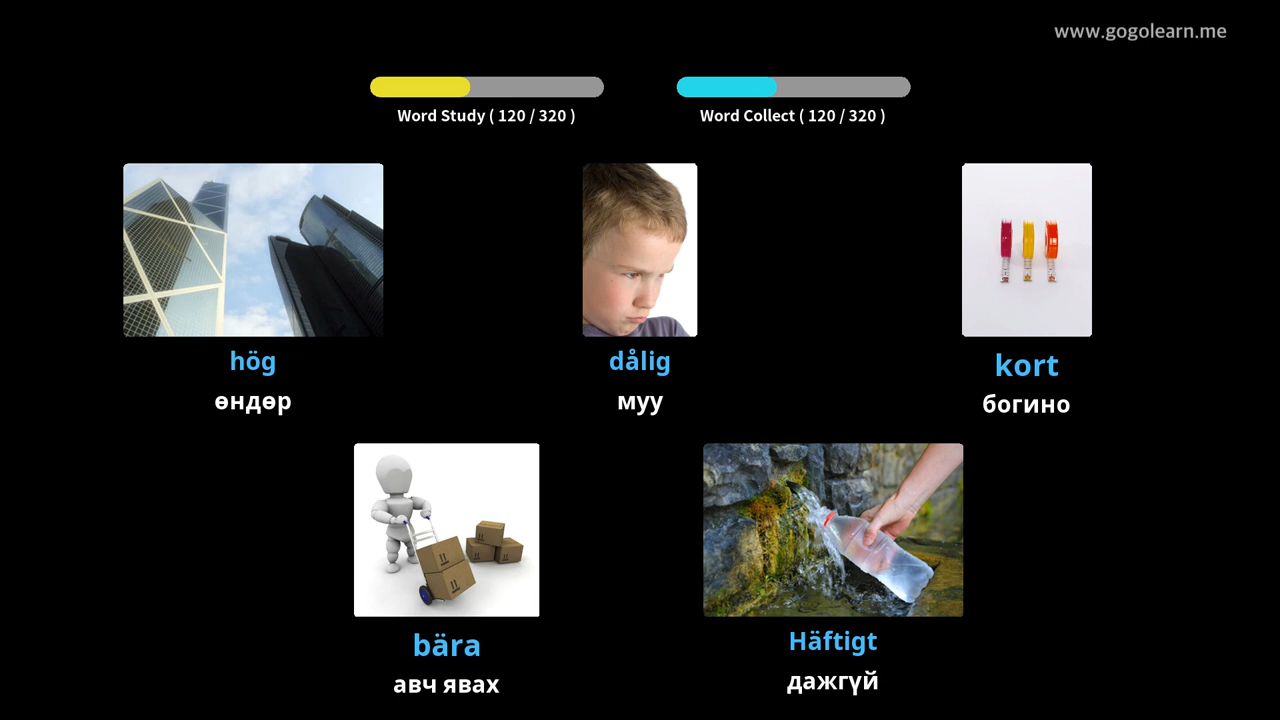 www.gogolearn.me
Word Study ( 120 / 320 )
Word Collect ( 120 / 320 )
hög
өндөр
dålig
муу
kort
богино
bära
авч явах
Häftigt
дажгүй